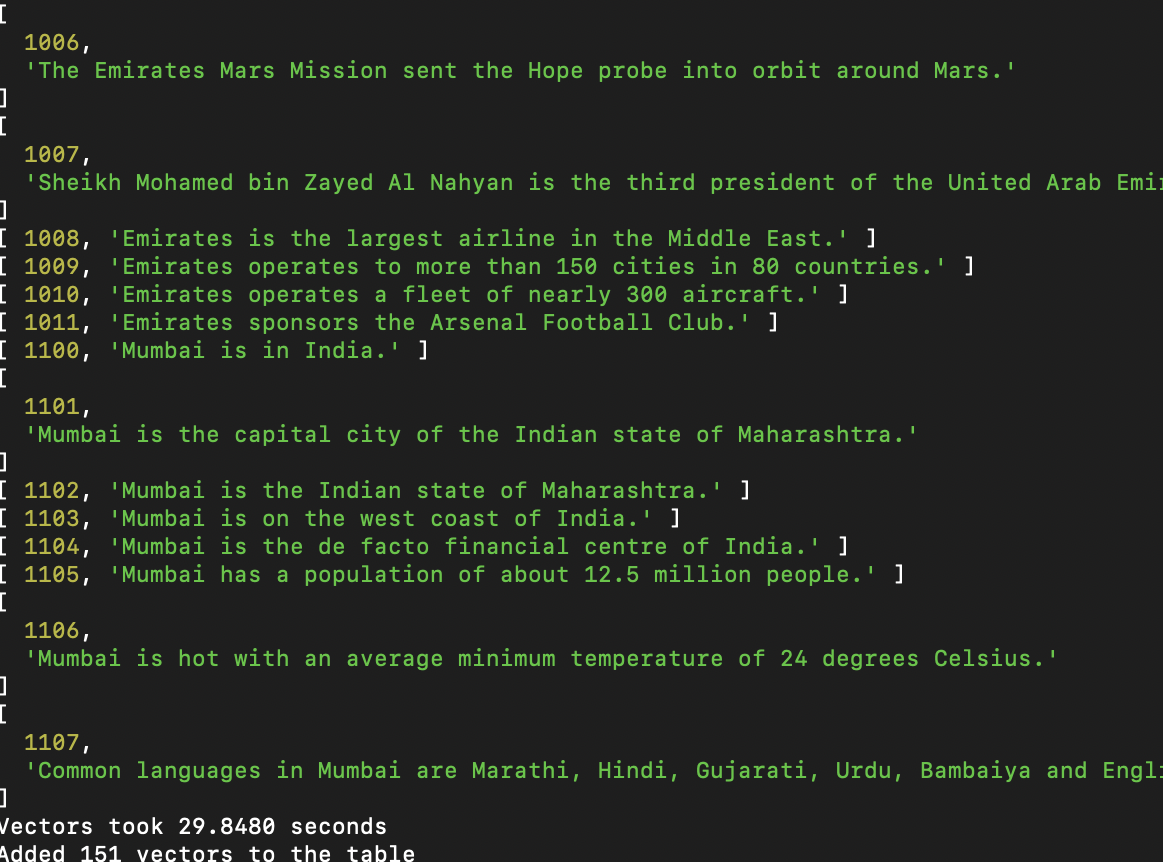 [
1006,
'The Emirates Mars Mission sent the Hope probe into orbit around Mars.'
]
[
1007,
'Sheikh Mohamed bin Zayed Al Nahyan is the third president of the United Arab Emir
]
[ 1008, 'Emirates is the largest airline in the Middle East.' ]
[ 1009, 'Emirates operates to more than 150 cities in 80 countries.' ]
[ 1010, 'Emirates operates a fleet of nearly 300 aircraft.' ]
[ 1011, 'Emirates sponsors the Arsenal Football Club.' ]
[ 1100, 'Mumbai is in India.' ]
[
1101,
'Mumbai is the capital city of the Indian state of Maharashtra.'
]
[ 1102, 'Mumbai is the Indian state of Maharashtra.' ]
[ 1103, 'Mumbai is on the west coast of India.' ]
[ 1104, 'Mumbai is the de facto financial centre of India.' ]
[ 1105, 'Mumbai has a population of about 12.5 million people.' ]
[
1106,
'Mumbai is hot with an average minimum temperature of 24 degrees Celsius.'
]
[
1107,
'Common languages in Mumbai are Marathi, Hindi, Gujarati, Urdu, Bambaiya and Engli
]
Vectors took 29.8480 seconds
Added 151 vectors to the table